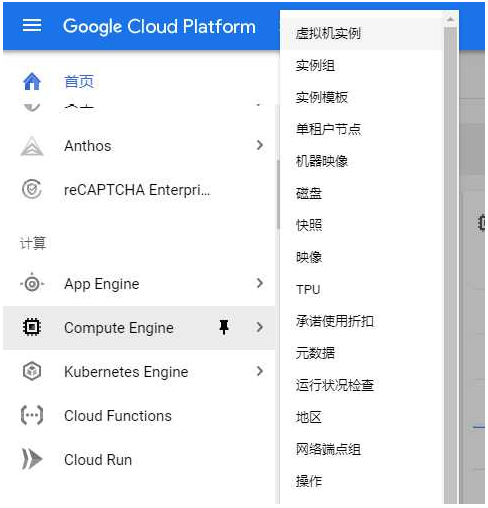 Google Cloud Platform
首页
Anthos
reCAPTCHA Enterpri...
计算
App Engine
Compute Engine
Kubernetes Engine
Cloud Functions
Cloud Run
虚拟机实例
实例组
实例模板
单租户节点
机器映像
磁盘
快照
映像
TPU
承诺使用折扣
元数据
运行状况检查
地区
网络端点组
操作